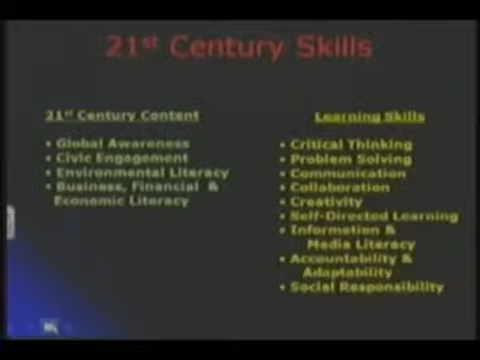 21st Century Skills
21st Century Content
• Global Awareness
• Civic Engagement
• Environmental Literacy
• Business, Financial &
Economic Literacy
Learning Skills
• Critical Thinking
• Problem Solving
• Communication
• Collaboration
• Creativity
• Self-Directed Learning
• Information &
Media Literacy
• Accountability &
Adaptability
• Social Responsibility